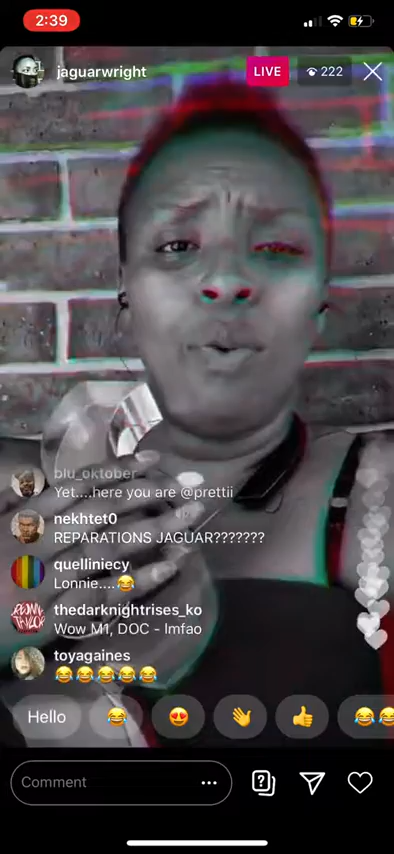 2:39
jaguarwright
LIVE
222
blu_oktober
Yet....here you are @prettii
nekhtet0
REPARATIONS JAGUAR???????
quelliniecy
Lonnie....😂
thedarknightrises_ko
Wow M1, DOC - lmfao
toyagaines
😂😂😂😂😂
Hello 😂 😍 👋 👍 😂😂
Comment